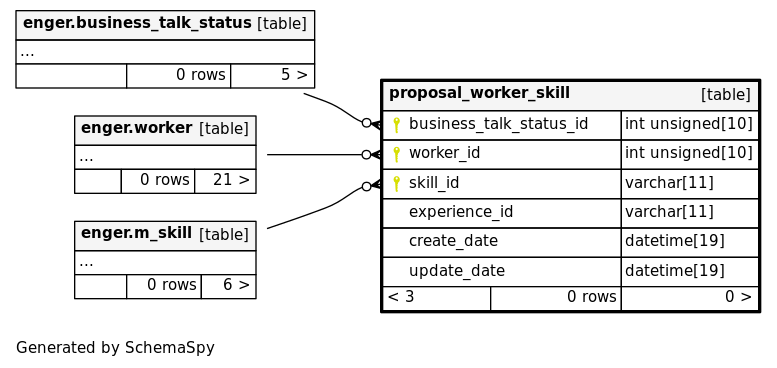 enger.business_talk_status [table]
...
0 rows 5 >
enger.worker [table]
...
0 rows 21 >
enger.m_skill [table]
...
0 rows 6 >
proposal_worker_skill [table]
business_talk_status_id int unsigned[10]
worker_id int unsigned[10]
skill_id varchar[11]
experience_id varchar[11]
create_date datetime[19]
update_date datetime[19]
< 3 0 rows 0 >
Generated by SchemaSpy